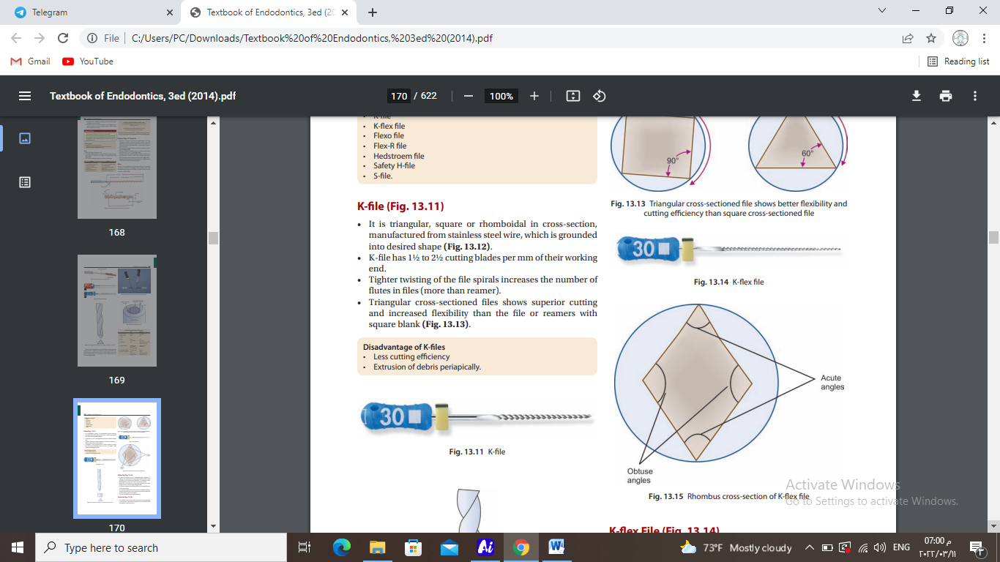 Telegram
Textbook of Endodontics, 3ed (20
File
C:/Users/PC/Downloads/Textbook%20of%20Endodontics,%203ed%20(2014).pdf
Gmail
YouTube
Reading list
Textbook of Endodontics, 3ed (2014).pdf
170 / 622
100%
168
169
170
• K-file
• K-flex file
• Flexo file
• Flex-R file
• Hedstroem file
• Safety H-file
• S-file.
K-file (Fig. 13.11)
• It is triangular, square or rhomboidal in cross-section,
manufactured from stainless steel wire, which is grounded
into desired shape (Fig. 13.12).
• K-file has 1½ to 2½ cutting blades per mm of their working
end.
• Tighter twisting of the file spirals increases the number of
flutes in files (more than reamer).
• Triangular cross-sectioned files shows superior cutting
and increased flexibility than the file or reamers with
square blank (Fig. 13.13).
Disadvantage of K-files
• Less cutting efficiency
• Extrusion of debris periapically.
30
Fig. 13.11 K-file
90°
60°
Fig. 13.13 Triangular cross-sectioned file shows better flexibility and
cutting efficiency than square cross-sectioned file
30
Fig. 13.14 K-flex file
Acute
angles
Obtuse
angles
Fig. 13.15 Rhombus cross-section of K-flex file
K-flex File (Fig. 13.14)
Activate Windows
Go to Settings to activate Windows.
Type here to search
Ai
W
73°F Mostly cloudy
ENG
07:00 م
٢٠٢٢/٠٣/١١
٣